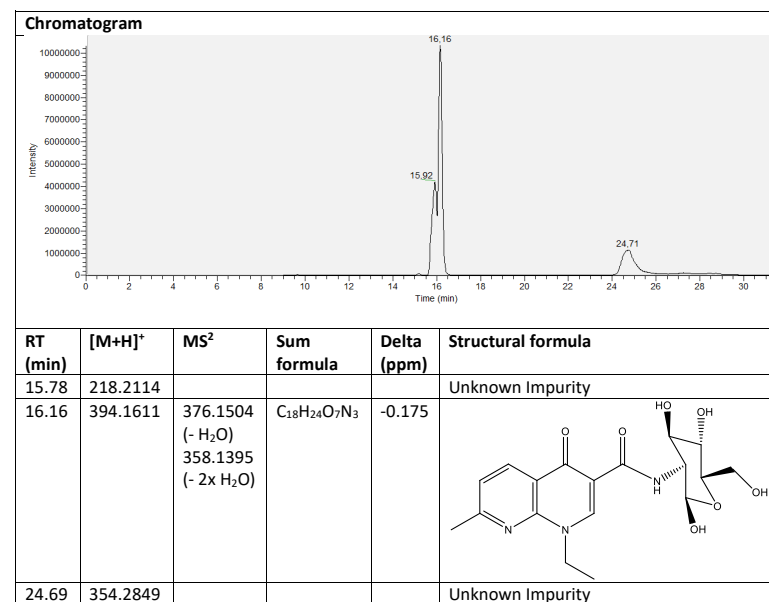 Chromatogram
16,16
15,92
24,71
10000000
9000000
8000000
7000000
6000000
5000000
4000000
3000000
2000000
1000000
0
Intensity
0 2 4 6 8 10 12 14 16 18 20 22 24 26 28 30
Time (min)
RT (min) [M+H]⁺ MS² Sum formula Delta (ppm) Structural formula
15.78 218.2114 Unknown Impurity
16.16 394.1611 376.1504 C₁₈H₂₄O₇N₃ -0.175
(- H₂O)
358.1395
(- 2x H₂O)
HO
OH
HO
O O
N
H
OH
O
OH
N N
24.69 354.2849 Unknown Impurity